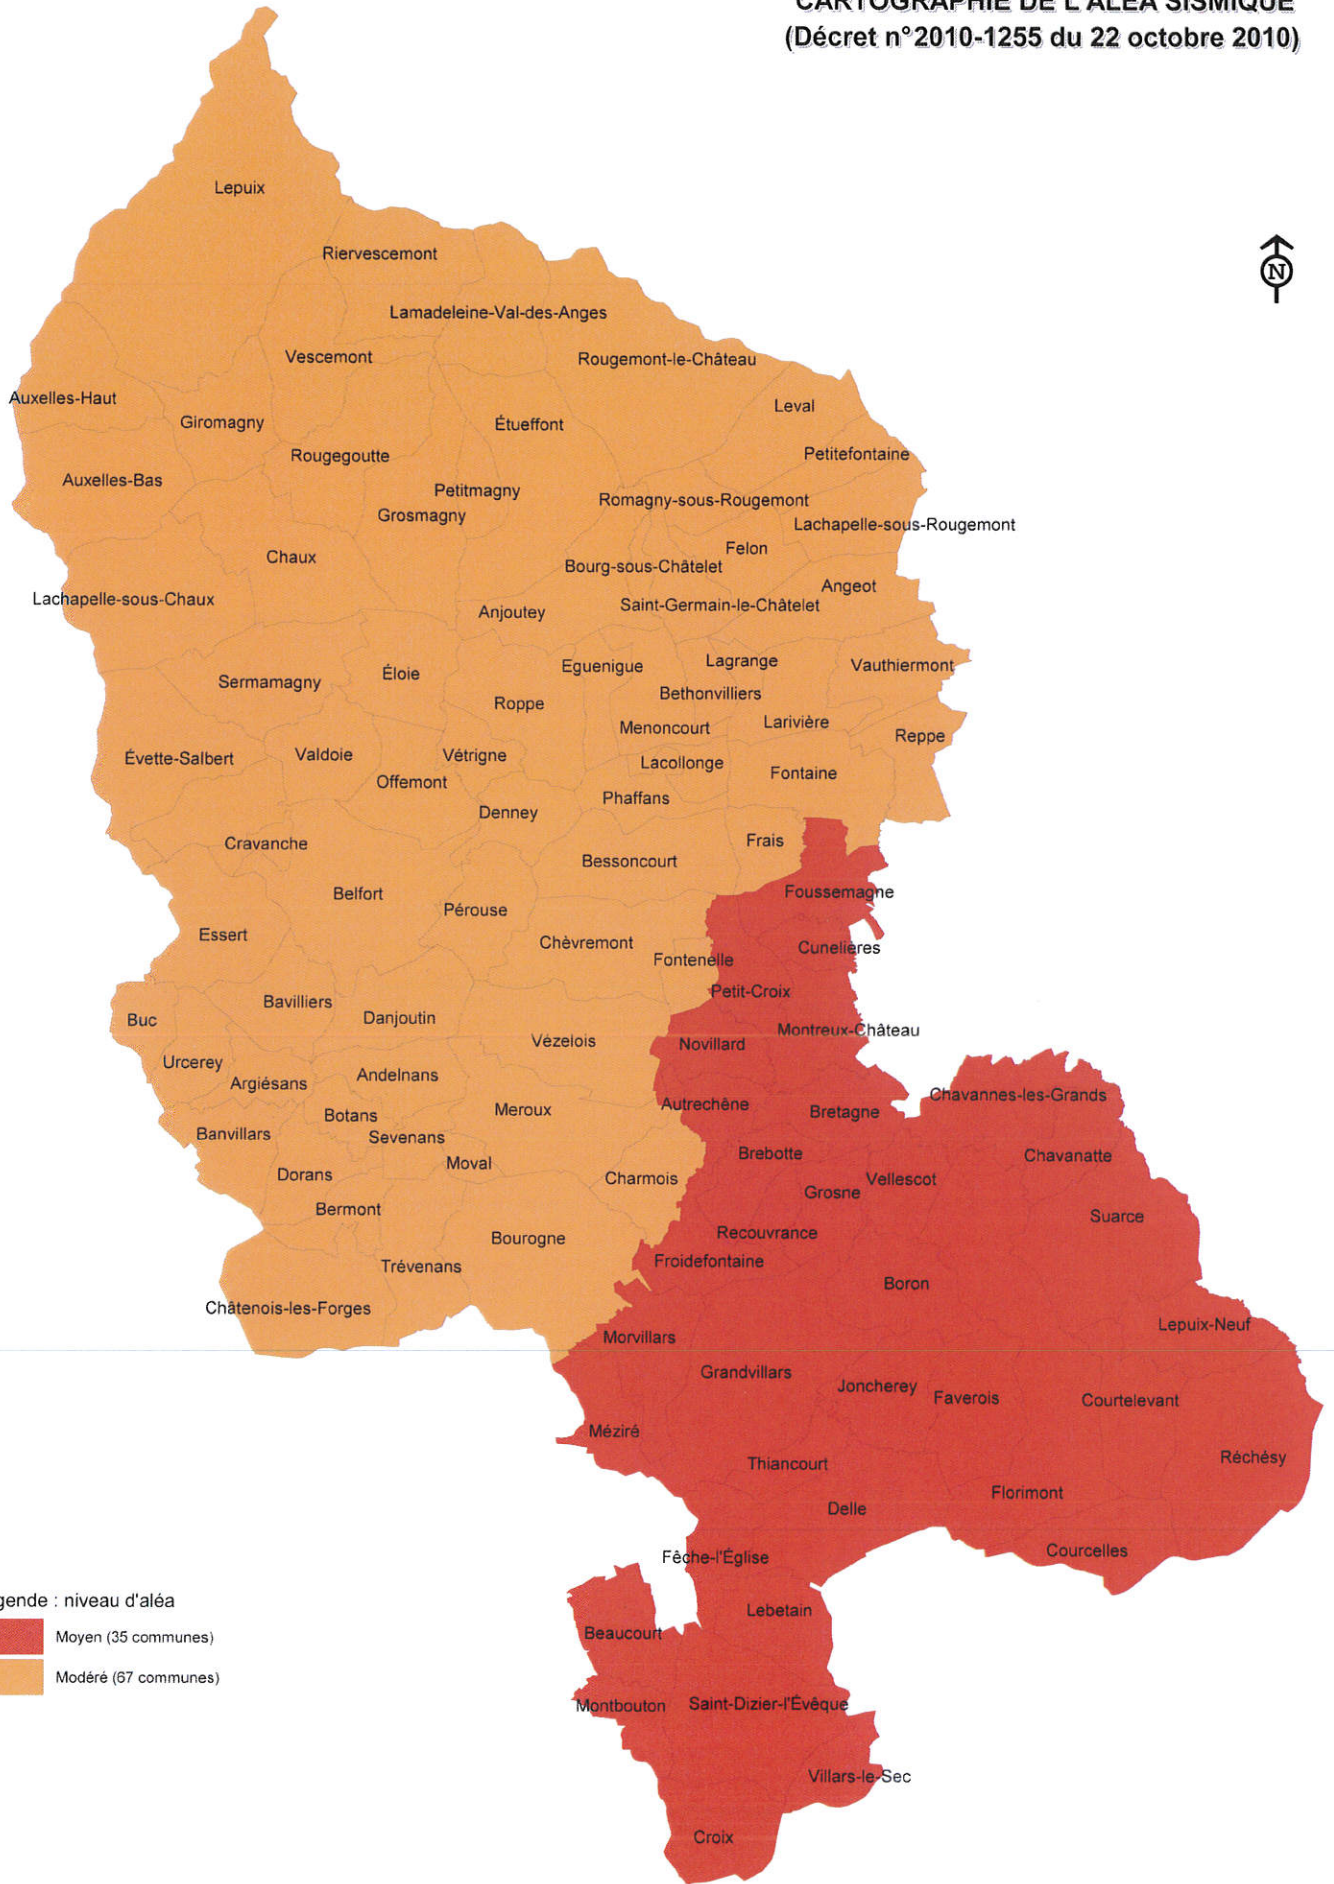 CARTOGRAPHIE DE L'ALEA SISMIQUE
(Décret n°2010-1255 du 22 octobre 2010)
Lepuix
N
Riervescemont
Lamadeleine-Val-des-Anges
Vescemont
Rougemont-le-Château
Auxelles-Haut
Leval
Giromagny
Étueffont
Rougegoutte
Petitefontaine
Auxelles-Bas
Petitmagny
Romagny-sous-Rougemont
Grosmagny
Lachapelle-sous-Rougemont
Felon
Chaux
Bourg-sous-Châtelet
Angeot
Lachapelle-sous-Chaux
Saint-Germain-le-Châtelet
Anjoutey
Eguenigue
Lagrange
Vauthiermont
Éloie
Sermamagny
Bethonvilliers
Roppe
Larivière
Menoncourt
Reppe
Valdoie
Vétrigne
Évette-Salbert
Lacollonge
Fontaine
Offemont
Phaffans
Denney
Frais
Cravanche
Bessoncourt
Belfort
Foussemagne
Pérouse
Essert
Chèvremont
Cunelières
Fontenelle
Petit-Croix
Bavilliers
Danjoutin
Buc
Montreux-Château
Vézelois
Novillard
Urcerey
Andelnans
Argiésans
Chavannes-les-Grands
Autrechêne
Meroux
Bretagne
Botans
Banvillars
Sevenans
Brebotte
Chavanatte
Moval
Dorans
Charmois
Vellescot
Grosne
Bermont
Suarce
Recouvrance
Bourogne
Froidefontaine
Trévenans
Boron
Châtenois-les-Forges
Lepuix-Neuf
Morvillars
Grandvillars
Joncherey
Faverois
Courtelevant
Méziré
Réchésy
Thiancourt
Florimont
Delle
Courcelles
Fêche-l'Église
gende : niveau d'aléa
Lebetain
Beaucourt
Moyen (35 communes)
Modéré (67 communes)
Montbouton
Saint-Dizier-l'Évêque
Villars-le-Sec
Croix